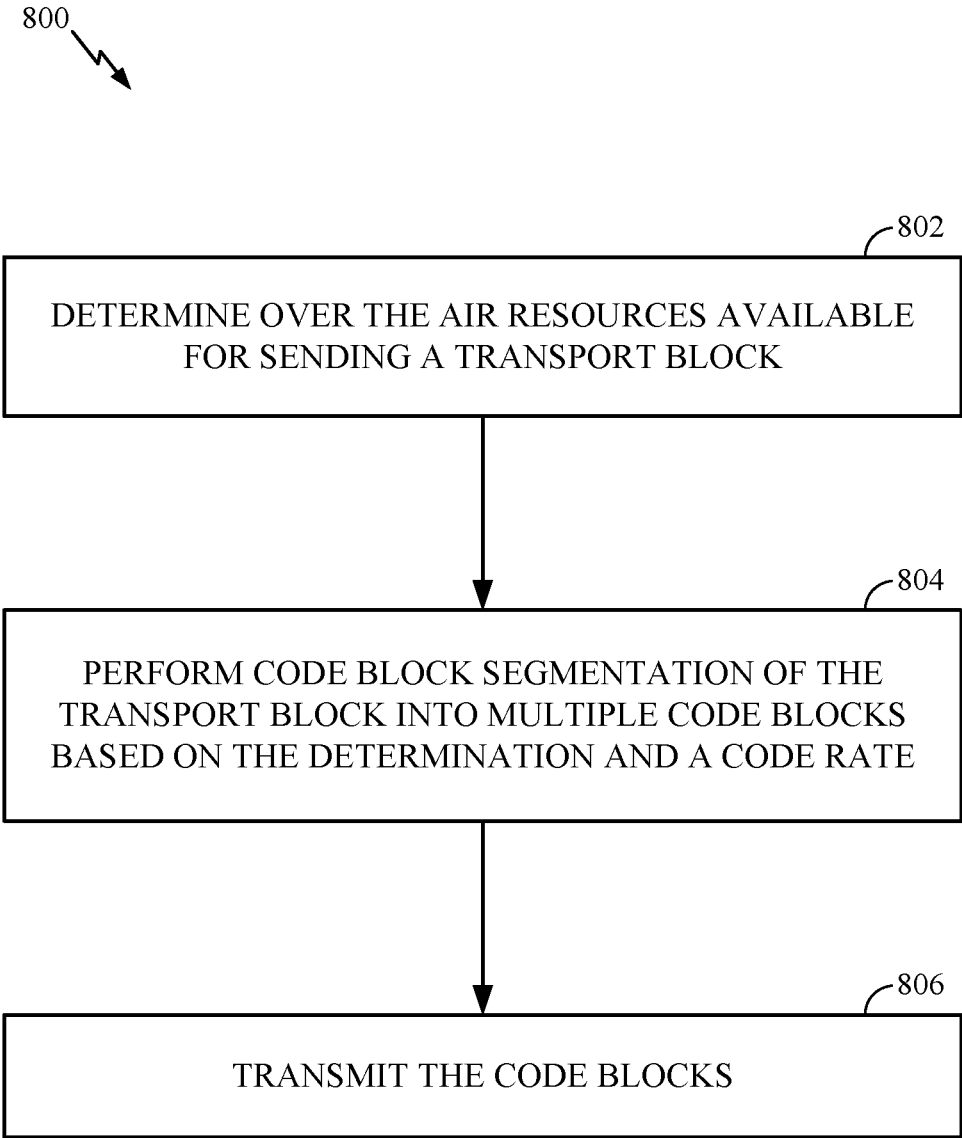 800
802
DETERMINE OVER THE AIR RESOURCES AVAILABLE
FOR SENDING A TRANSPORT BLOCK
804
PERFORM CODE BLOCK SEGMENTATION OF THE
TRANSPORT BLOCK INTO MULTIPLE CODE BLOCKS
BASED ON THE DETERMINATION AND A CODE RATE
806
TRANSMIT THE CODE BLOCKS